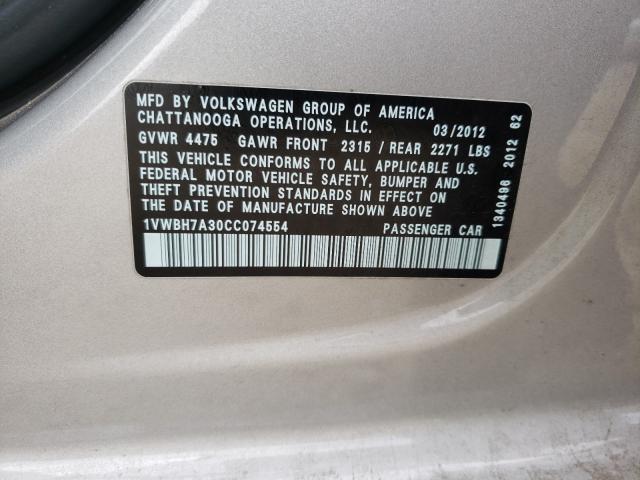 MFD BY VOLKSWAGEN GROUP OF AMERICA
CHATTANOOGA OPERATIONS, LLC. 03/2012
GVWR 4475 GAWR FRONT 2315 / REAR 2271 LBS
THIS VEHICLE CONFORMS TO ALL APPLICABLE U.S.
FEDERAL MOTOR VEHICLE SAFETY, BUMPER AND
THEFT PREVENTION STANDARDS IN EFFECT ON
THE DATE OF MANUFACTURE SHOWN ABOVE
1VWBH7A30CC074554 PASSENGER CAR
1340486 2012 62